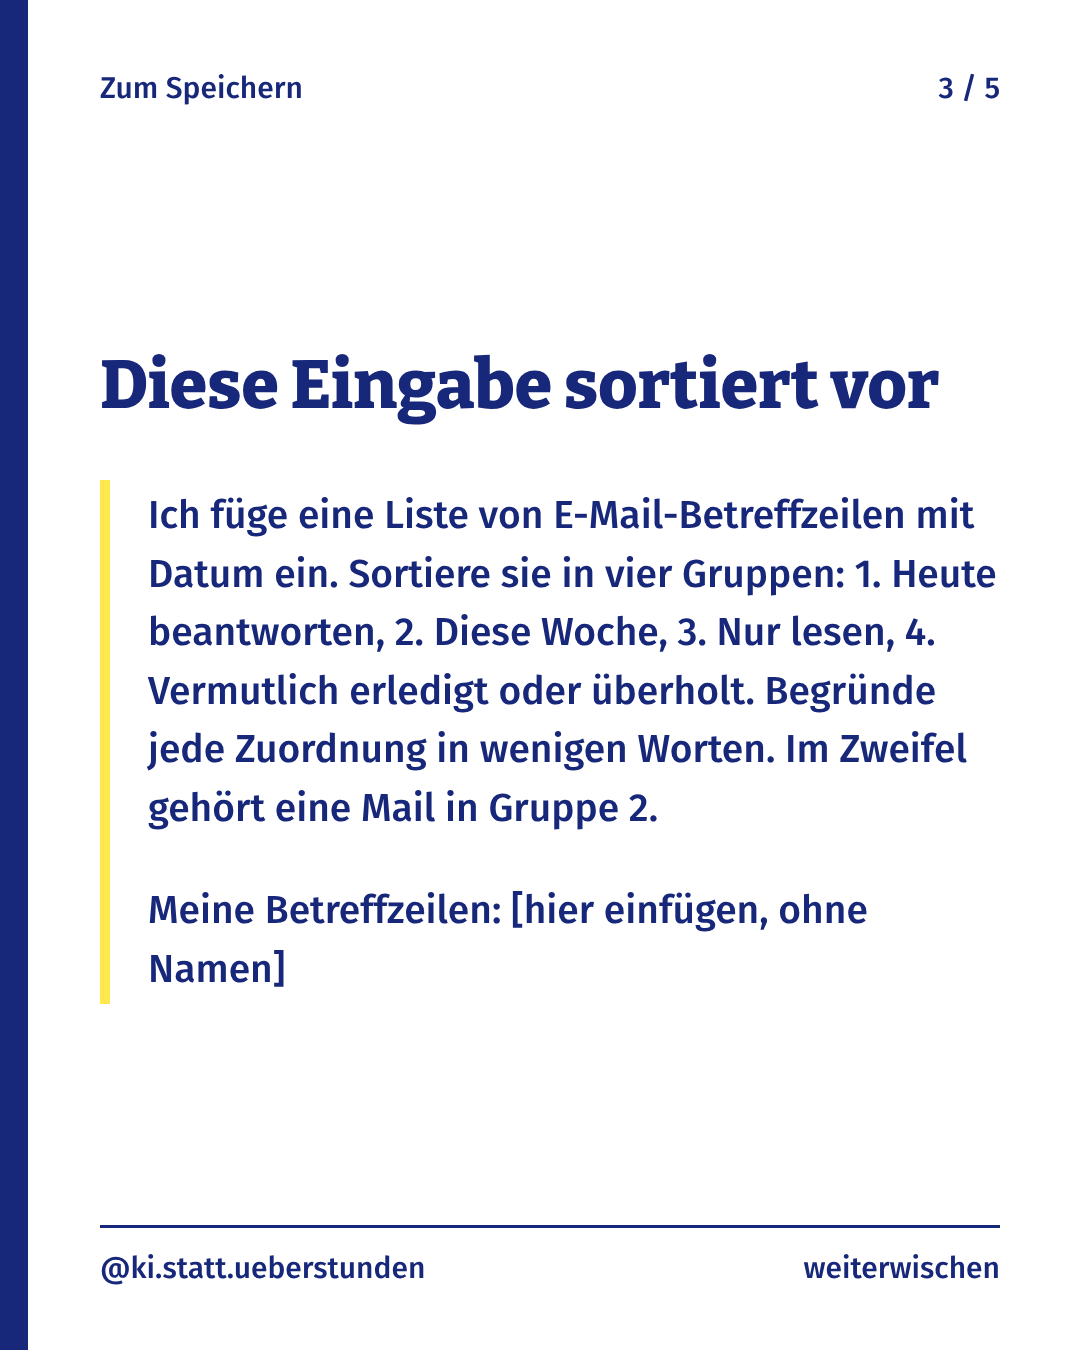 Zum Speichern
3 / 5
Diese Eingabe sortiert vor
Ich füge eine Liste von E-Mail-Betreffzeilen mit
Datum ein. Sortiere sie in vier Gruppen: 1. Heute
beantworten, 2. Diese Woche, 3. Nur lesen, 4.
Vermutlich erledigt oder überholt. Begründe
jede Zuordnung in wenigen Worten. Im Zweifel
gehört eine Mail in Gruppe 2.
Meine Betreffzeilen: [hier einfügen, ohne
Namen]
@ki.statt.ueberstunden
weiterwischen